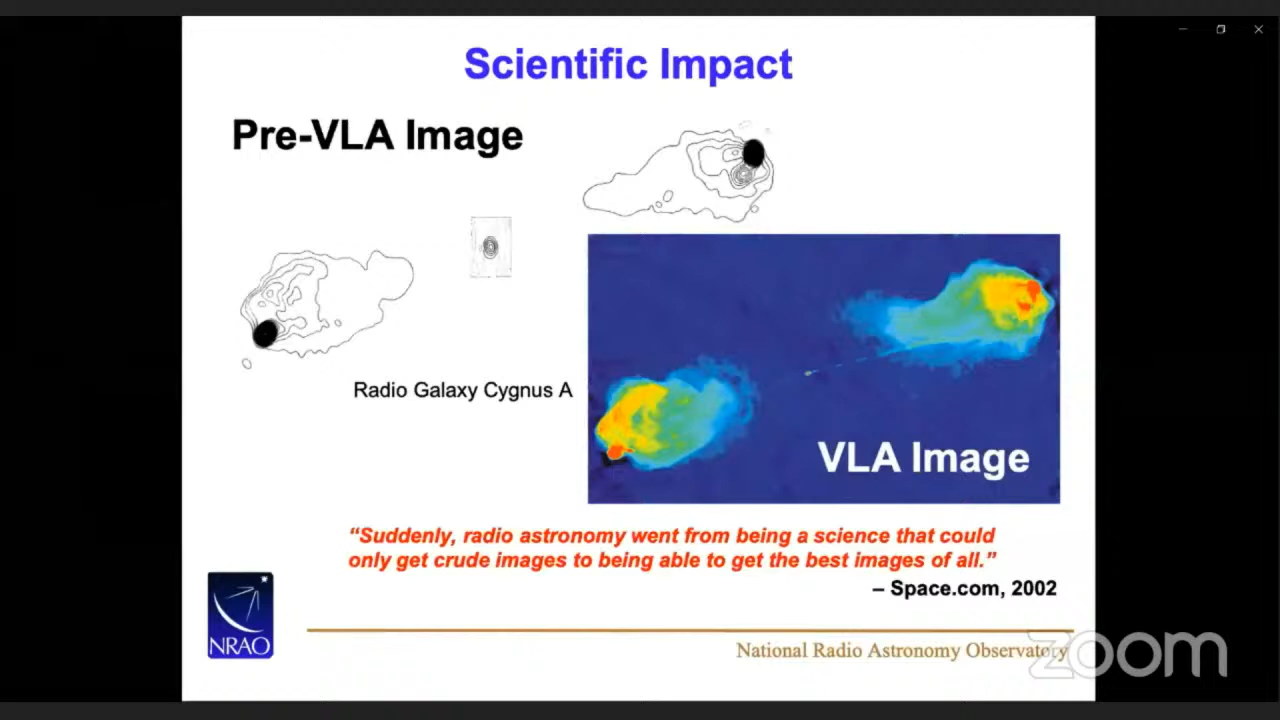 Scientific Impact
Pre-VLA Image
Radio Galaxy Cygnus A
VLA Image
“Suddenly, radio astronomy went from being a science that could
only get crude images to being able to get the best images of all.”
– Space.com, 2002
NRAO
National Radio Astronomy Observatory
zoom